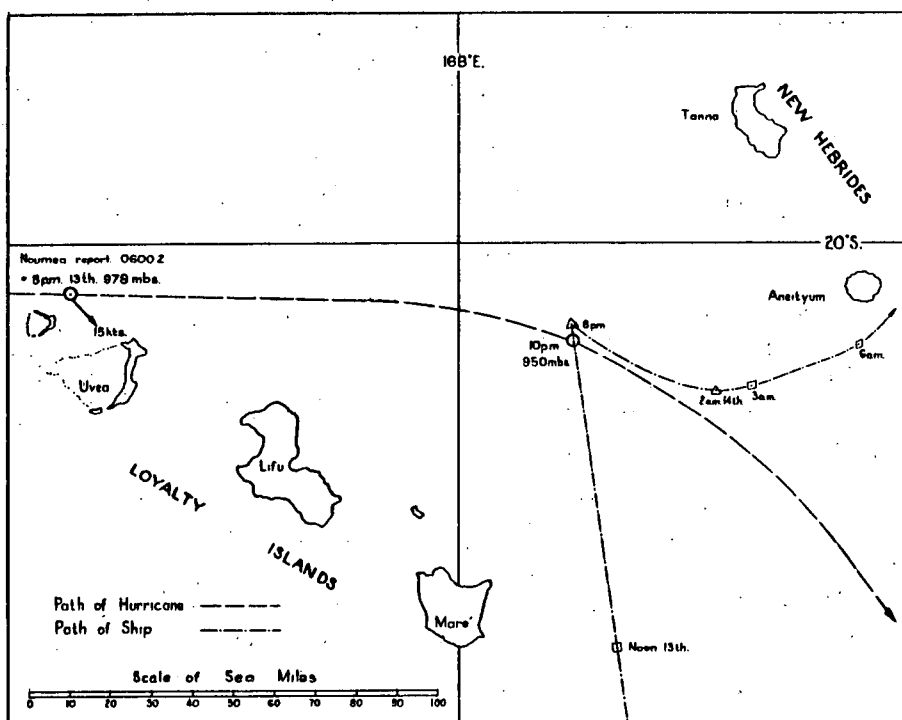 168°E.
Tanna
NEW HEBRIDES
20°S.
Noumea report. 0600Z
8pm. 13th. 978 mbs.
15kts.
Aneityum
8pm
10pm
950mbs.
6am.
2am 14th
3am.
Uvea
Lifu
LOYALTY
ISLANDS
Path of Hurricane
Path of Ship
Maré
Noon 13th.
Scale of Sea Miles
0 10 20 30 40 50 60 70 80 90 100